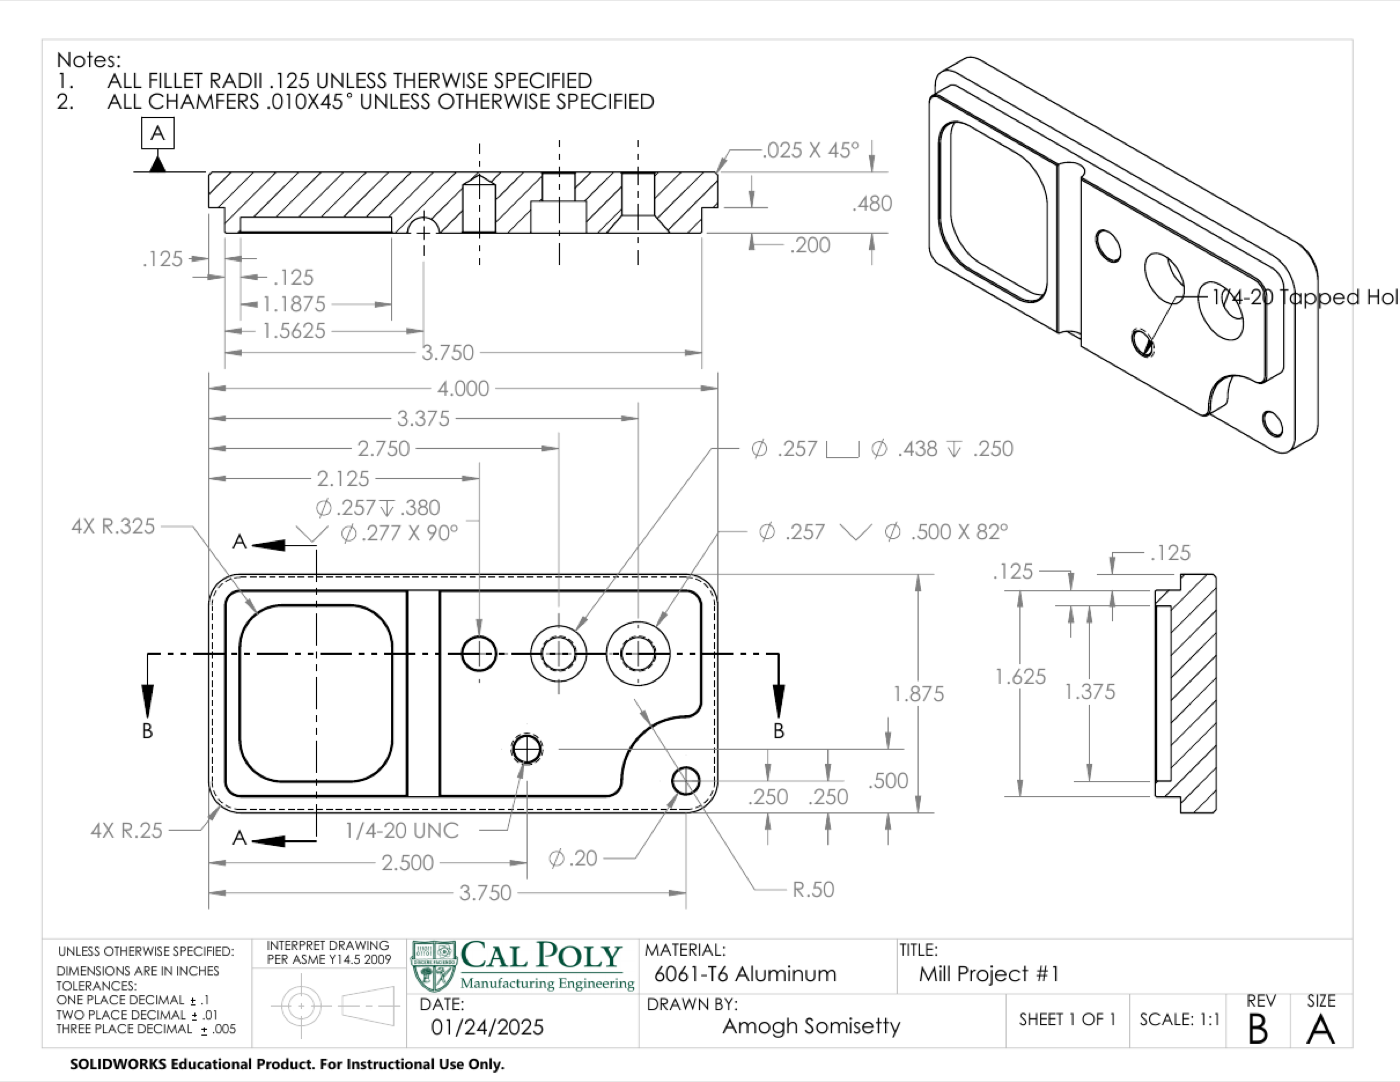 Notes:
1. ALL FILLET RADII .125 UNLESS THERWISE SPECIFIED
2. ALL CHAMFERS .010X45° UNLESS OTHERWISE SPECIFIED
A
.025 X 45°
.480
.200
.125
.125
1.1875
1.5625
3.750
4.000
3.375
2.750
2.125
1/4-20 Tapped Hol
∅ .257 ⌴ ∅ .438 ↧ .250
∅ .257 ↧ .380
⌵ ∅ .277 X 90°
∅ .257 ⌵ ∅ .500 X 82°
4X R.325
A
B
B
1.875
.500
.250
.250
.125
.125
1.625
1.375
4X R.25
A
1/4-20 UNC
2.500
∅ .20
3.750
R.50
UNLESS OTHERWISE SPECIFIED:
DIMENSIONS ARE IN INCHES
TOLERANCES:
ONE PLACE DECIMAL ± .1
TWO PLACE DECIMAL ± .01
THREE PLACE DECIMAL ± .005
INTERPRET DRAWING
PER ASME Y14.5 2009
CAL POLY
Manufacturing Engineering
DATE:
01/24/2025
MATERIAL:
6061-T6 Aluminum
DRAWN BY:
Amogh Somisetty
TITLE:
Mill Project #1
SHEET 1 OF 1
SCALE: 1:1
REV
B
SIZE
A
SOLIDWORKS Educational Product. For Instructional Use Only.